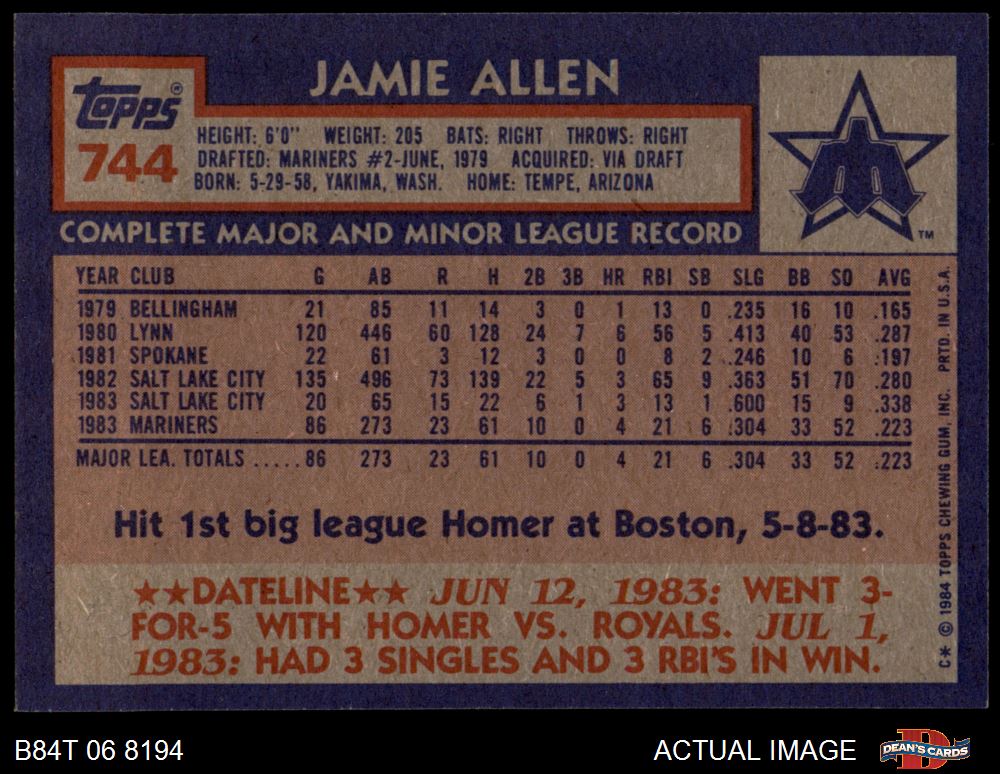 JAMIE ALLEN
Topps®
744
HEIGHT: 6'0" WEIGHT: 205 BATS: RIGHT THROWS: RIGHT
DRAFTED: MARINERS #2-JUNE, 1979 ACQUIRED: VIA DRAFT
BORN: 5-29-58, YAKIMA, WASH. HOME: TEMPE, ARIZONA
TM
COMPLETE MAJOR AND MINOR LEAGUE RECORD
YEAR CLUB G AB R H 2B 3B HR RBI SB SLG BB SO AVG
1979 BELLINGHAM 21 85 11 14 3 0 1 13 0 .235 16 10 .165
1980 LYNN 120 446 60 128 24 7 6 56 5 .413 40 53 .287
1981 SPOKANE 22 61 3 12 3 0 0 8 2 .246 10 6 .197
1982 SALT LAKE CITY 135 496 73 139 22 5 3 65 9 .363 51 70 .280
1983 SALT LAKE CITY 20 65 15 22 6 1 3 13 1 .600 15 9 .338
1983 MARINERS 86 273 23 61 10 0 4 21 6 .304 33 52 .223
MAJOR LEA. TOTALS .....86 273 23 61 10 0 4 21 6 .304 33 52 .223
Hit 1st big league Homer at Boston, 5-8-83.
★★DATELINE★★ JUN 12, 1983: WENT 3-
FOR-5 WITH HOMER VS. ROYALS. JUL 1,
1983: HAD 3 SINGLES AND 3 RBI'S IN WIN.
C* © 1984 TOPPS CHEWING GUM, INC. PRTD. IN U.S.A.
B84T 06 8194
ACTUAL IMAGE
DEAN'S CARDS